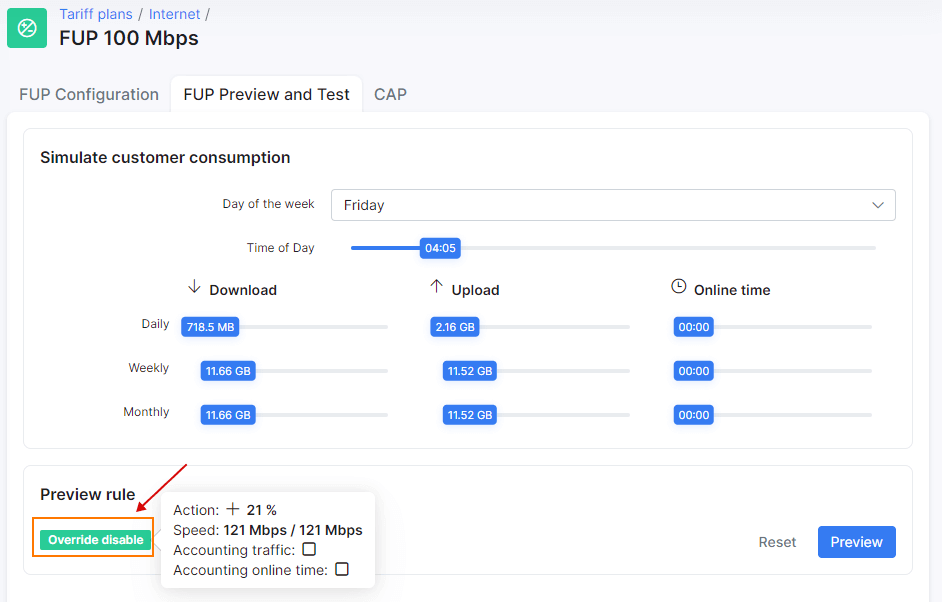 Tariff plans / Internet /
FUP 100 Mbps
FUP Configuration FUP Preview and Test CAP
Simulate customer consumption
Day of the week Friday
Time of Day 04:05
Download Upload Online time
Daily 718.5 MB 2.16 GB 00:00
Weekly 11.66 GB 11.52 GB 00:00
Monthly 11.66 GB 11.52 GB 00:00
Preview rule
Action: + 21 %
Speed: 121 Mbps / 121 Mbps
Override disable
Accounting traffic:
Accounting online time:
Reset Preview